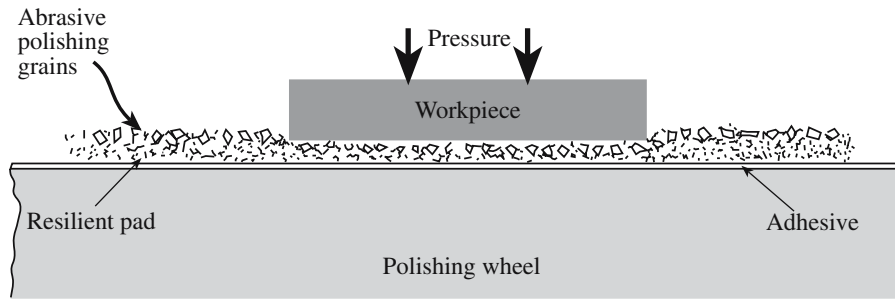 Abrasive
polishing
grains
Pressure
Workpiece
Resilient pad
Adhesive
Polishing wheel